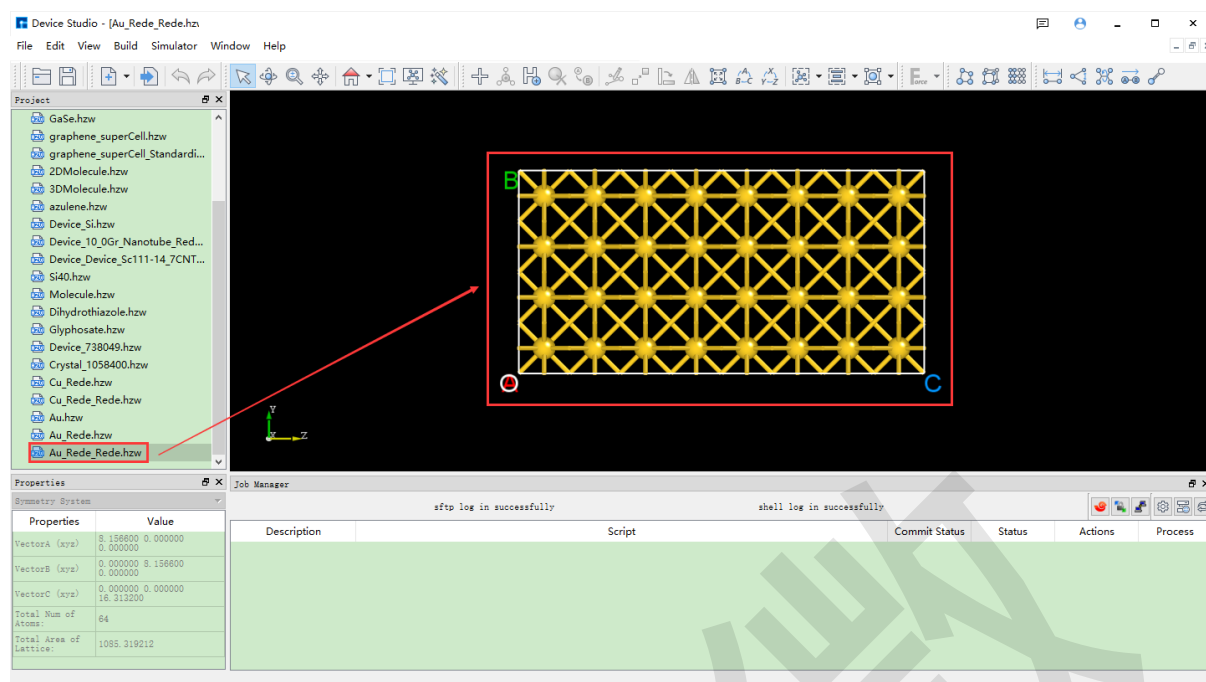 Device Studio - [Au_Rede_Rede.hzw
File Edit View Build Simulator Window Help
Project
GaSe.hzw
graphene_superCell.hzw
graphene_superCell_Standardi...
2DMolecule.hzw
3DMolecule.hzw
azulene.hzw
Device_Si.hzw
Device_10_0Gr_Nanotube_Red...
Device_Device_Sc111-14_7CNT...
Si40.hzw
Molecule.hzw
Dihydrothiazole.hzw
Glyphosate.hzw
Device_738049.hzw
Crystal_1058400.hzw
Cu_Rede.hzw
Cu_Rede_Rede.hzw
Au.hzw
Au_Rede.hzw
Au_Rede_Rede.hzw
B
O A
C
Y
X Z
Properties
Symmetry System
Properties Value
VectorA (xyz) 8.156600 0.000000
0.000000
VectorB (xyz) 0.000000 8.156600
0.000000
VectorC (xyz) 0.000000 0.000000
16.313200
Total Num of
Atoms: 64
Total Area of
Lattice: 1085.319212
Job Manager
sftp log in successfully shell log in successfully
Description Script Commit Status Status Actions Process